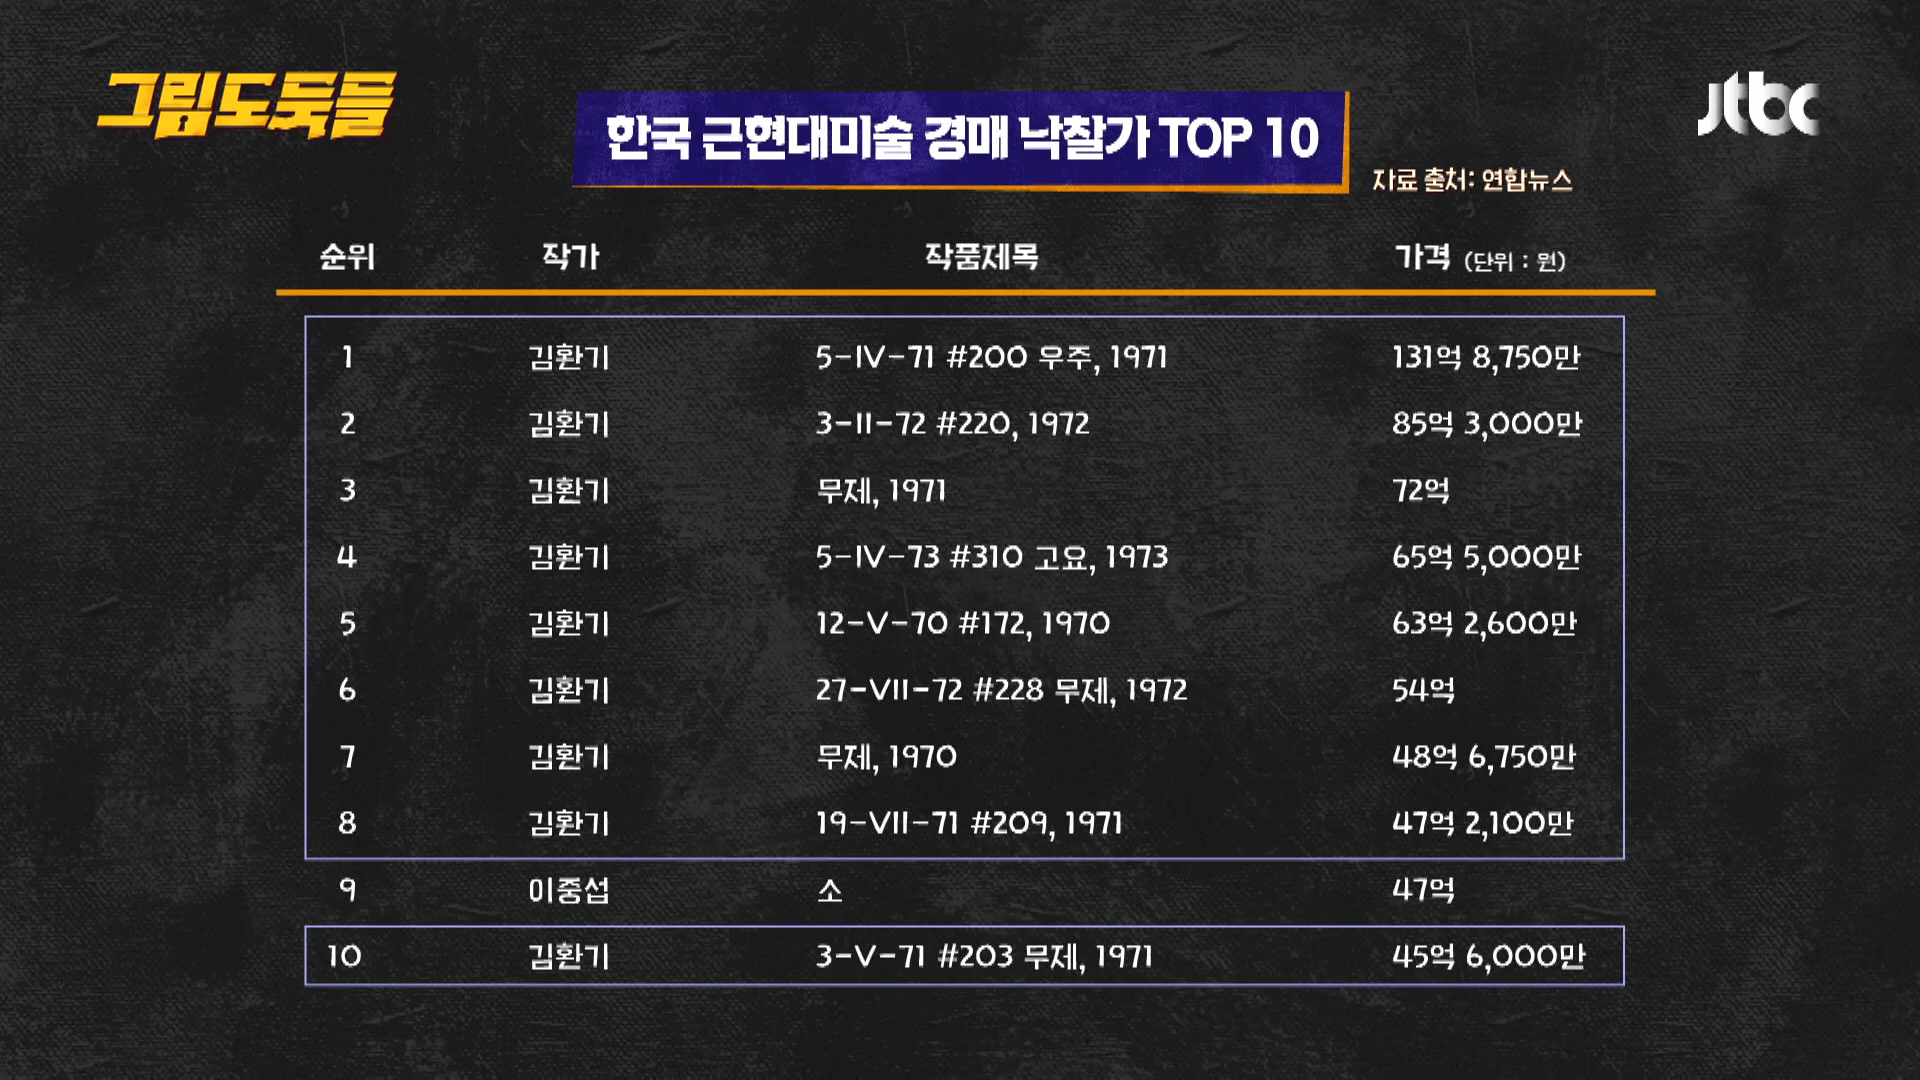 그림도둑들
jtbc
한국 근현대미술 경매 낙찰가 TOP 10
자료 출처: 연합뉴스
순위 작가 작품제목 가격 (단위 : 원)
1 김환기 5-IV-71 #200 우주, 1971 131억 8,750만
2 김환기 3-II-72 #220, 1972 85억 3,000만
3 김환기 무제, 1971 72억
4 김환기 5-IV-73 #310 고요, 1973 65억 5,000만
5 김환기 12-V-70 #172, 1970 63억 2,600만
6 김환기 27-VII-72 #228 무제, 1972 54억
7 김환기 무제, 1970 48억 6,750만
8 김환기 19-VII-71 #209, 1971 47억 2,100만
9 이중섭 소 47억
10 김환기 3-V-71 #203 무제, 1971 45억 6,000만